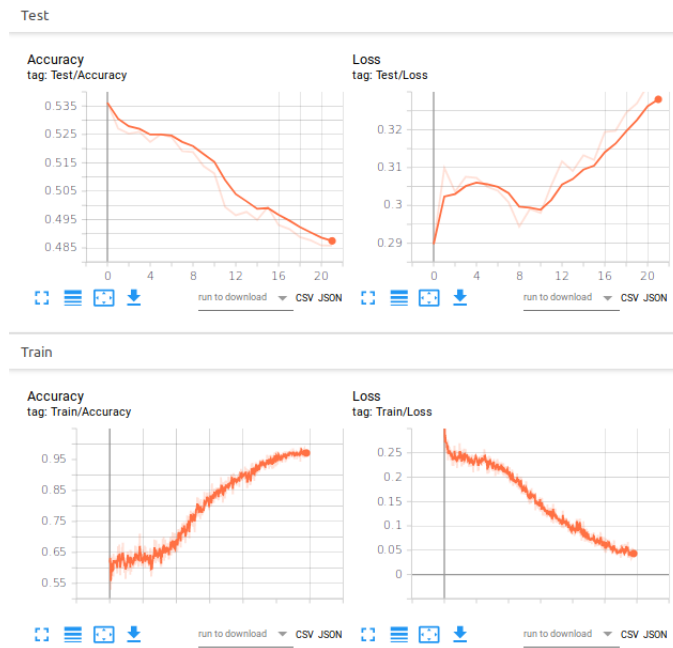 Test
Accuracy
tag: Test/Accuracy
0.535
0.525
0.515
0.505
0.495
0.485
0 4 8 12 16 20
run to download CSV JSON
Loss
tag: Test/Loss
0.32
0.31
0.3
0.29
0 4 8 12 16 20
run to download CSV JSON
Train
Accuracy
tag: Train/Accuracy
0.95
0.85
0.75
0.65
0.55
run to download CSV JSON
Loss
tag: Train/Loss
0.25
0.2
0.15
0.1
0.05
0
run to download CSV JSON